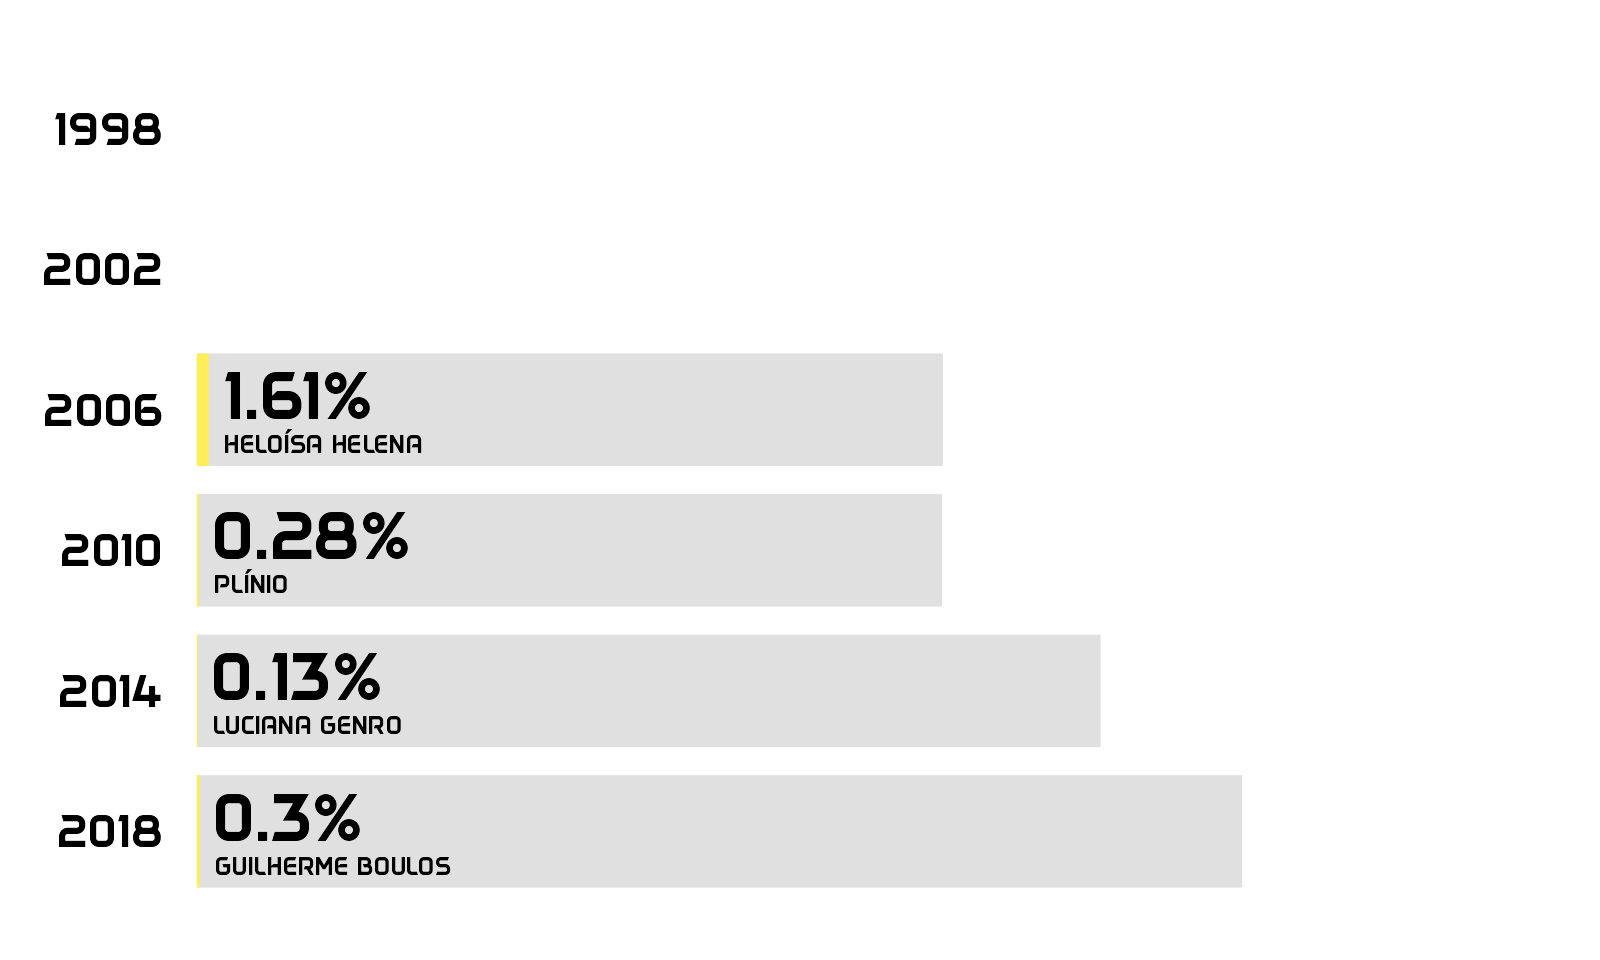 1998
2002
2006
1.61%
HELOÍSA HELENA
2010
0.28%
PLÍNIO
2014
0.13%
LUCIANA GENRO
2018
0.3%
GUILHERME BOULOS